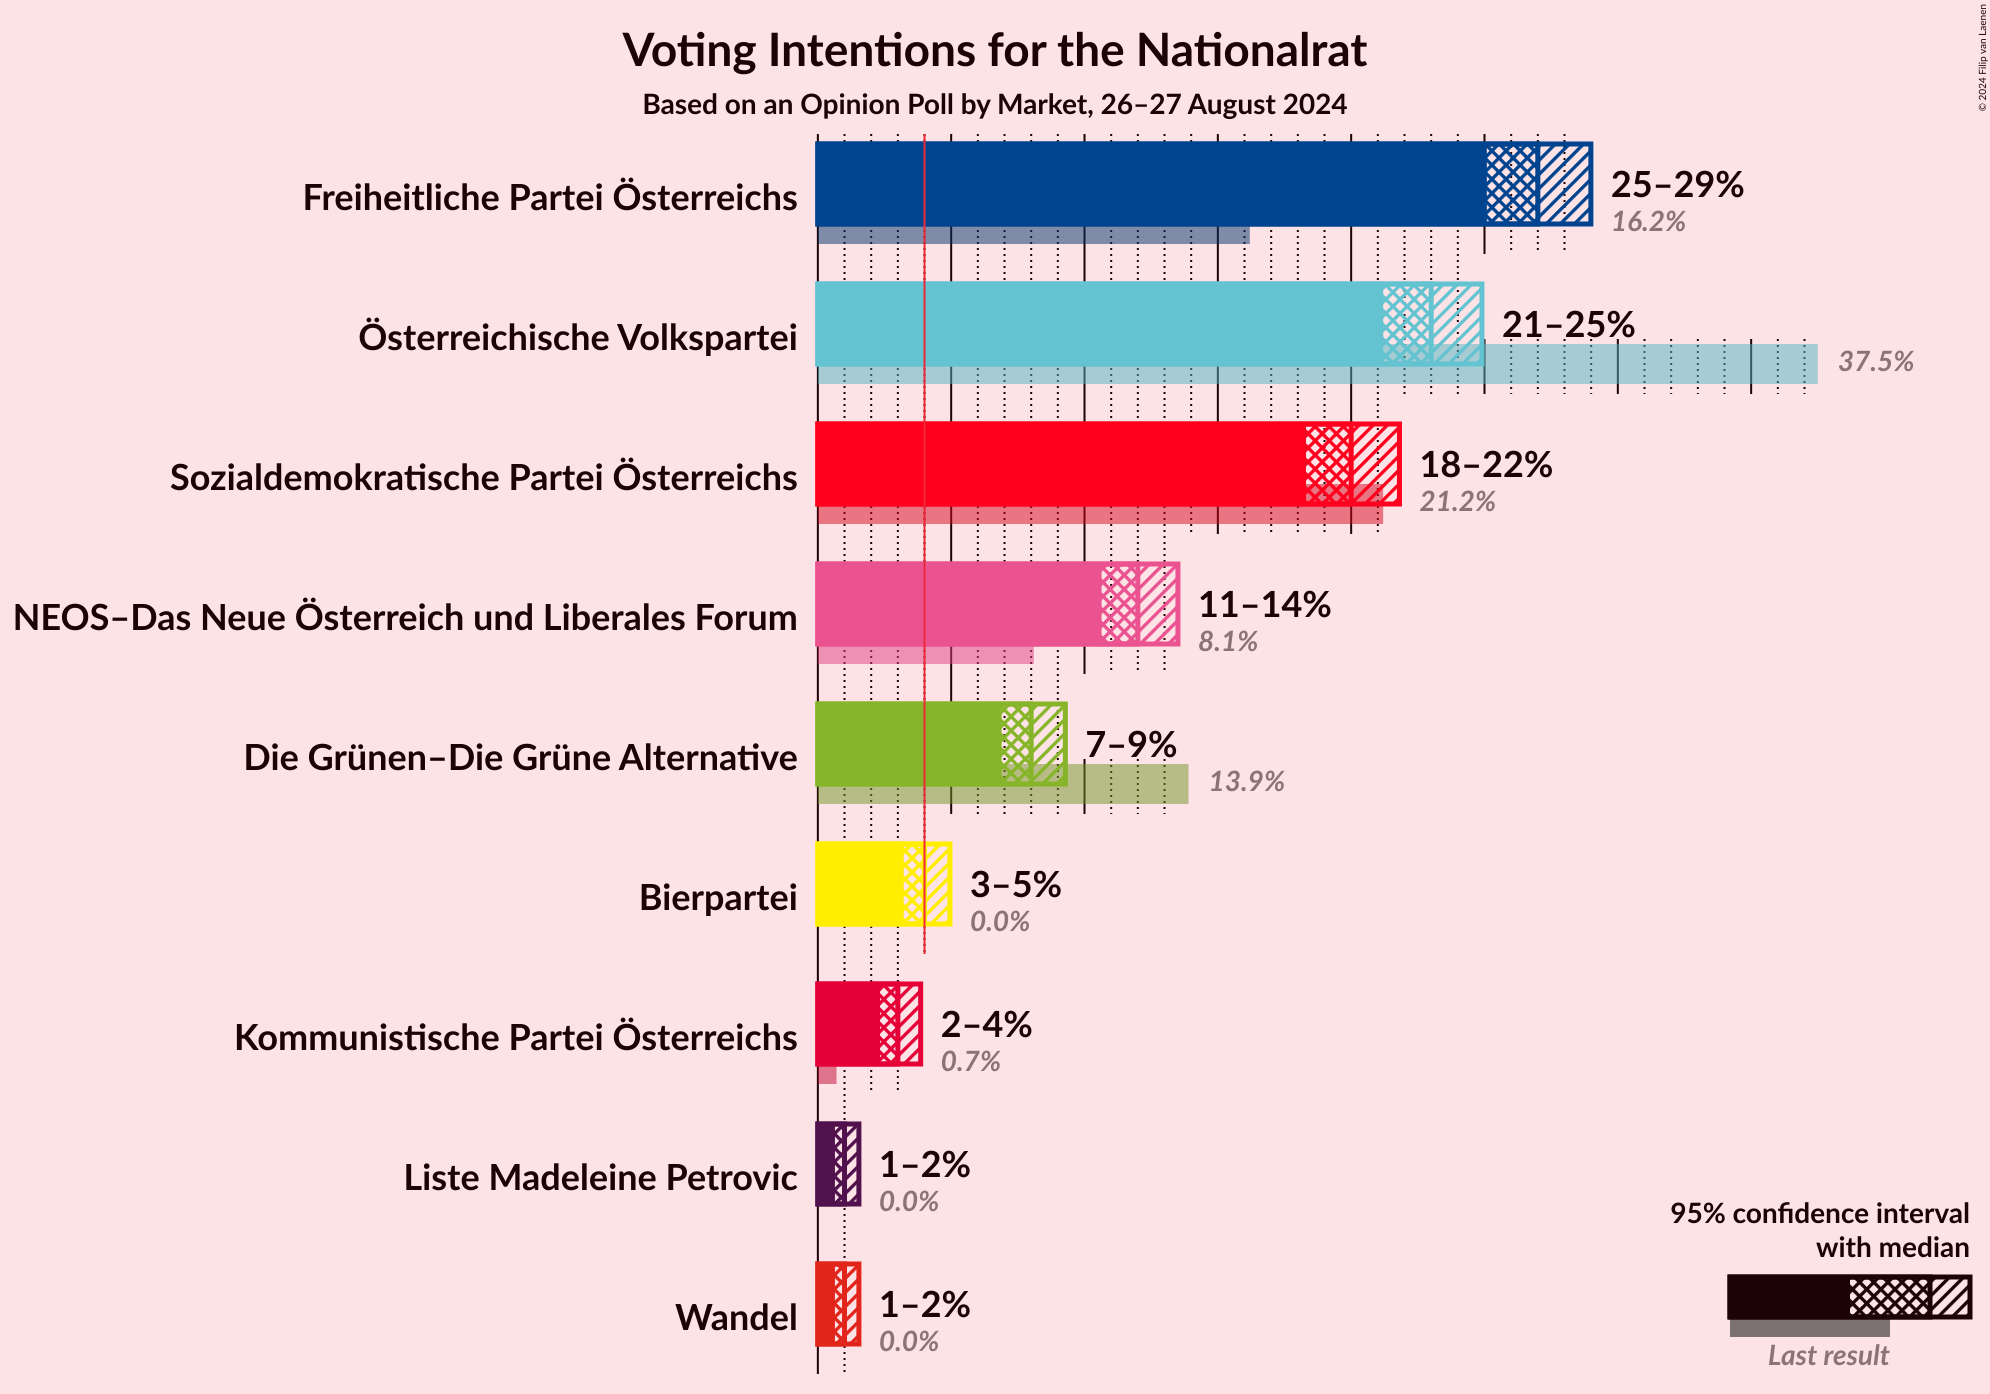 Voting Intentions for the Nationalrat
Based on an Opinion Poll by Market, 26–27 August 2024
© 2024 Filip van Laenen
Freiheitliche Partei Österreichs
25–29%
16.2%
Österreichische Volkspartei
21–25%
37.5%
Sozialdemokratische Partei Österreichs
18–22%
21.2%
NEOS–Das Neue Österreich und Liberales Forum
11–14%
8.1%
Die Grünen–Die Grüne Alternative
7–9%
13.9%
Bierpartei
3–5%
0.0%
Kommunistische Partei Österreichs
2–4%
0.7%
Liste Madeleine Petrovic
1–2%
0.0%
Wandel
1–2%
0.0%
95% confidence interval
with median
Last result